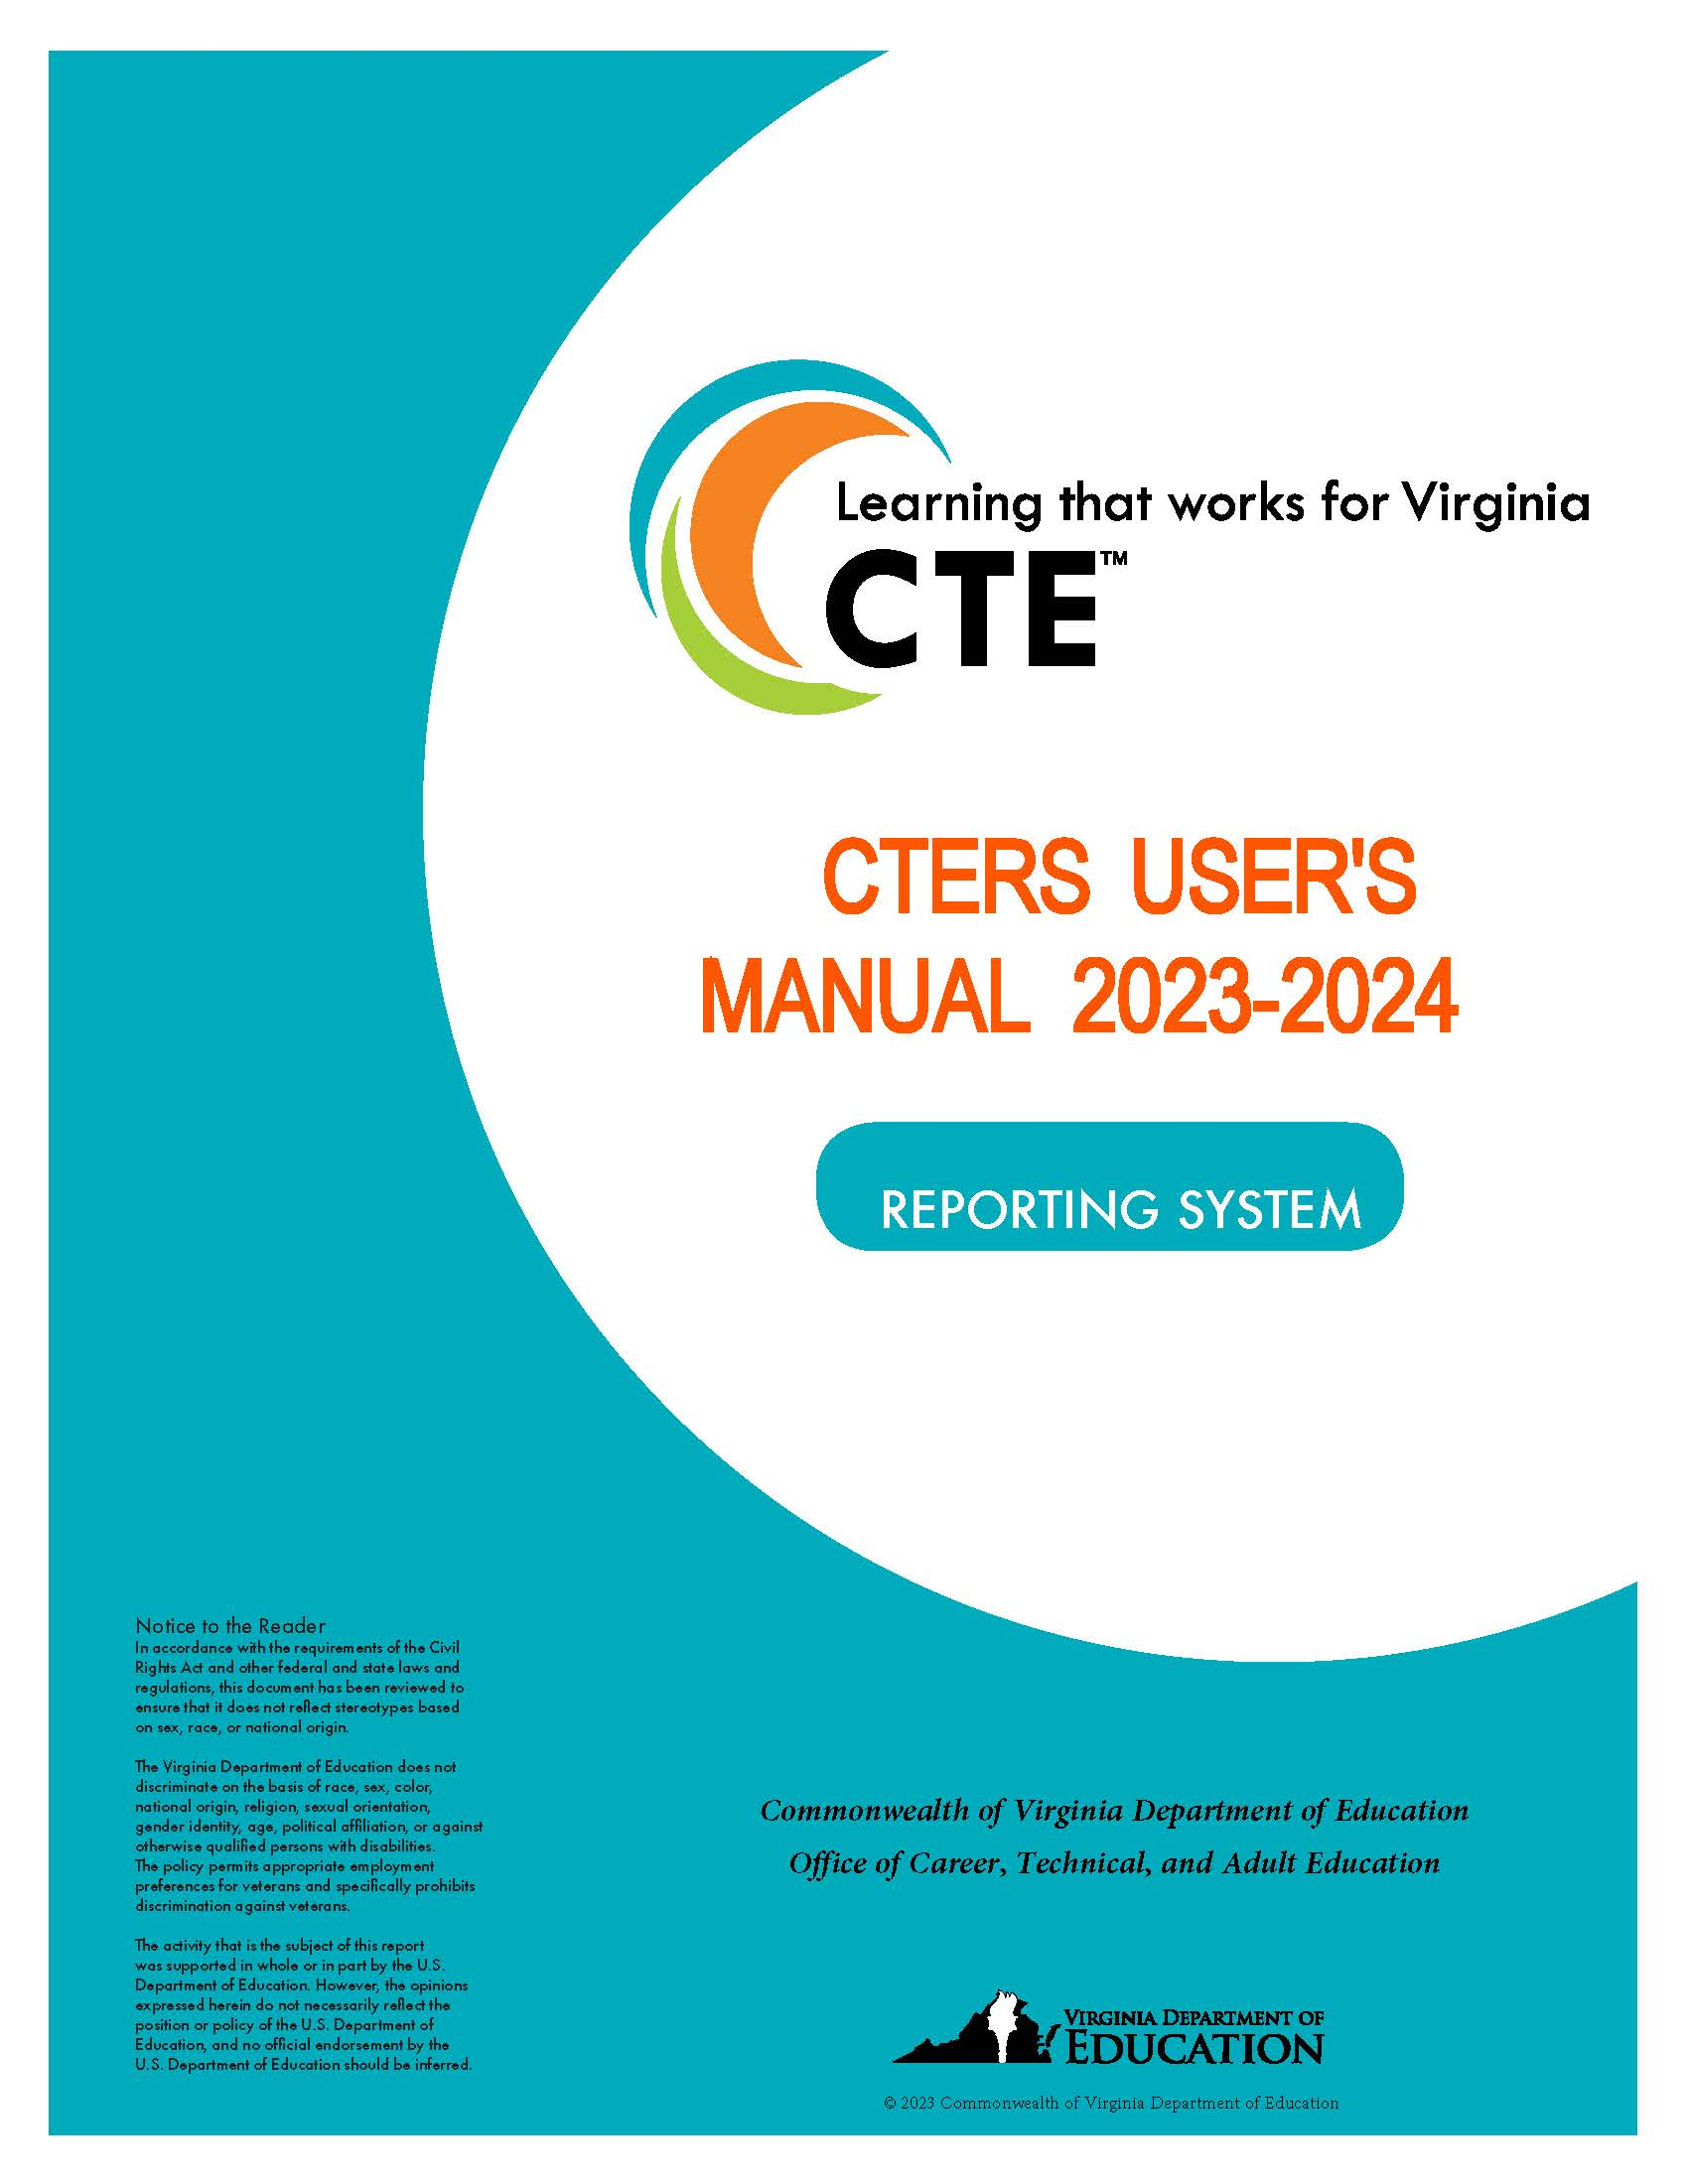 Learning that works for Virginia
CTE™
CTERS USER'S
MANUAL 2023-2024
REPORTING SYSTEM
Notice to the Reader
In accordance with the requirements of the Civil
Rights Act and other federal and state laws and
regulations, this document has been reviewed to
ensure that it does not reflect stereotypes based
on sex, race, or national origin.
The Virginia Department of Education does not
discriminate on the basis of race, sex, color,
national origin, religion, sexual orientation,
gender identity, age, political affiliation, or against
otherwise qualified persons with disabilities.
The policy permits appropriate employment
preferences for veterans and specifically prohibits
discrimination against veterans.
The activity that is the subject of this report
was supported in whole or in part by the U.S.
Department of Education. However, the opinions
expressed herein do not necessarily reflect the
position or policy of the U.S. Department of
Education, and no official endorsement by the
U.S. Department of Education should be inferred.
Commonwealth of Virginia Department of Education
Office of Career, Technical, and Adult Education
VIRGINIA DEPARTMENT OF
EDUCATION
© 2023 Commonwealth of Virginia Department of Education